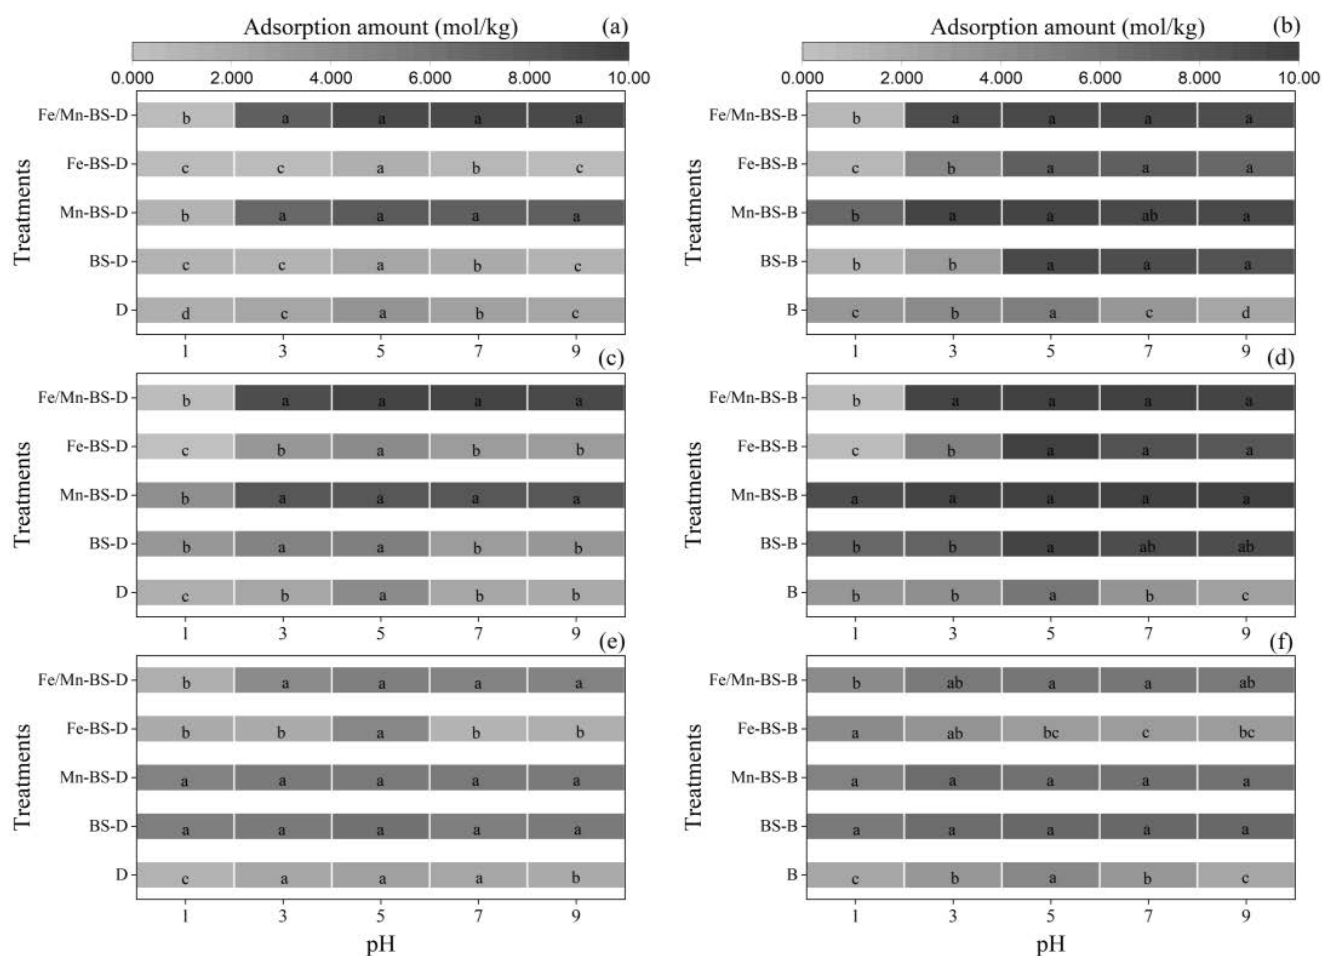 Adsorption amount (mol/kg) (a)
0.000 2.000 4.000 6.000 8.000 10.00
Treatments
Fe/Mn-BS-D b a a a a
Fe-BS-D c c a b c
Mn-BS-D b a a a a
BS-D c c a b c
D d c a b c
1 3 5 7 9
Adsorption amount (mol/kg) (b)
0.000 2.000 4.000 6.000 8.000 10.00
Treatments
Fe/Mn-BS-B b a a a a
Fe-BS-B c b a a a
Mn-BS-B b a a ab a
BS-B b b a a a
B c b a c d
1 3 5 7 9
(c)
Treatments
Fe/Mn-BS-D b a a a a
Fe-BS-D c b a b b
Mn-BS-D b a a a a
BS-D b a a b b
D c b a b b
1 3 5 7 9
(d)
Treatments
Fe/Mn-BS-B b a a a a
Fe-BS-B c b a a a
Mn-BS-B a a a a a
BS-B b b a ab ab
B b b a b c
1 3 5 7 9
(e)
Treatments
Fe/Mn-BS-D b a a a a
Fe-BS-D b b a b b
Mn-BS-D a a a a a
BS-D a a a a a
D c a a a b
1 3 5 7 9
pH
(f)
Treatments
Fe/Mn-BS-B b ab a a ab
Fe-BS-B a ab bc c bc
Mn-BS-B a a a a a
BS-B a a a a a
B c b a b c
1 3 5 7 9
pH